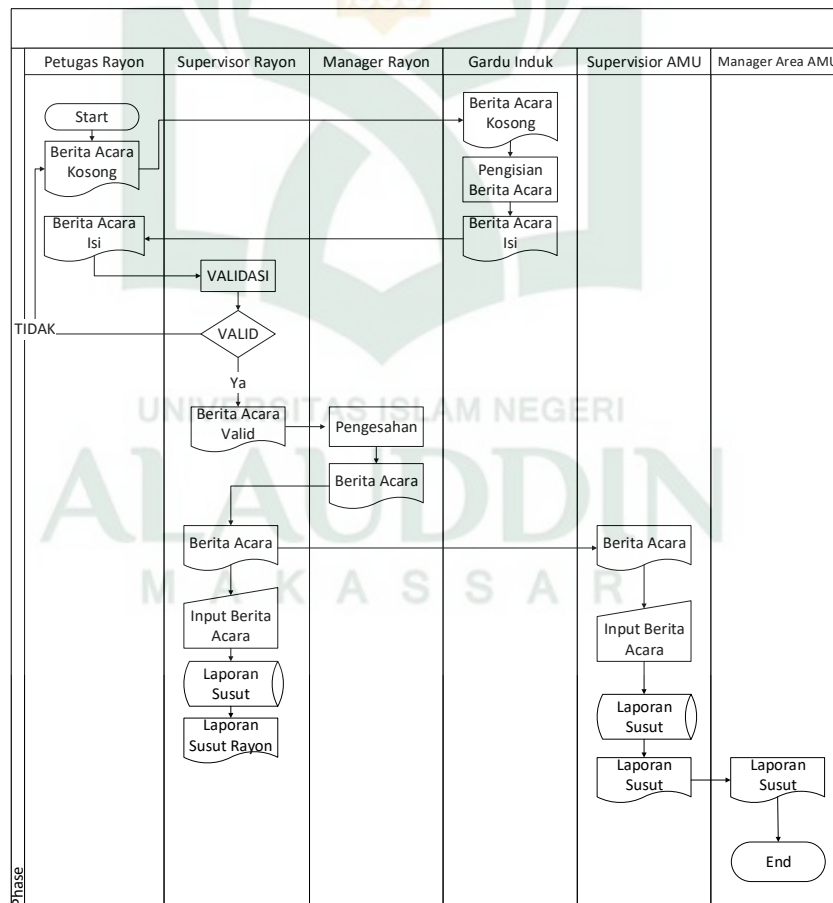 Petugas Rayon
Supervisor Rayon
Manager Rayon
Gardu Induk
Supervisior AMU
Manager Area AMU
Start
Berita Acara
Kosong
Berita Acara
Kosong
Pengisian
Berita Acara
Berita Acara
Isi
Berita Acara
Isi
VALIDASI
VALID
TIDAK
Ya
UNIVERSITAS ISLAM NEGERI
Berita Acara
Valid
Pengesahan
Berita Acara
ALAUDDIN
Berita Acara
Berita Acara
MAKASSAR
Input Berita
Acara
Input Berita
Acara
Laporan
Susut
Laporan
Susut
Laporan
Susut Rayon
Laporan
Susut
Laporan
Susut
End
Phase